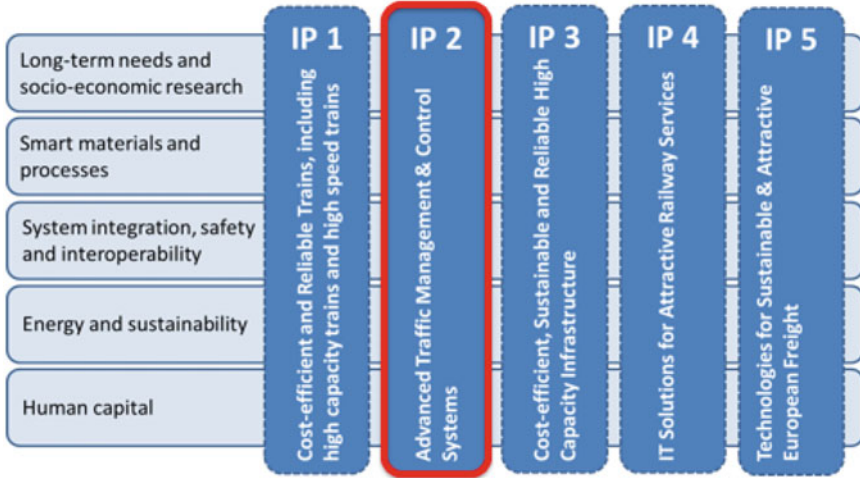 IP 1
IP 2
IP 3
IP 4
IP 5
Long-term needs and
socio-economic research
Smart materials and
processes
System integration, safety
and interoperability
Energy and sustainability
Human capital
Cost-efficient and Reliable Trains, including
high capacity trains and high speed trains
Advanced Traffic Management & Control
Systems
Cost-efficient, Sustainable and Reliable High
Capacity Infrastructure
IT Solutions for Attractive Railway Services
Technologies for Sustainable & Attractive
European Freight